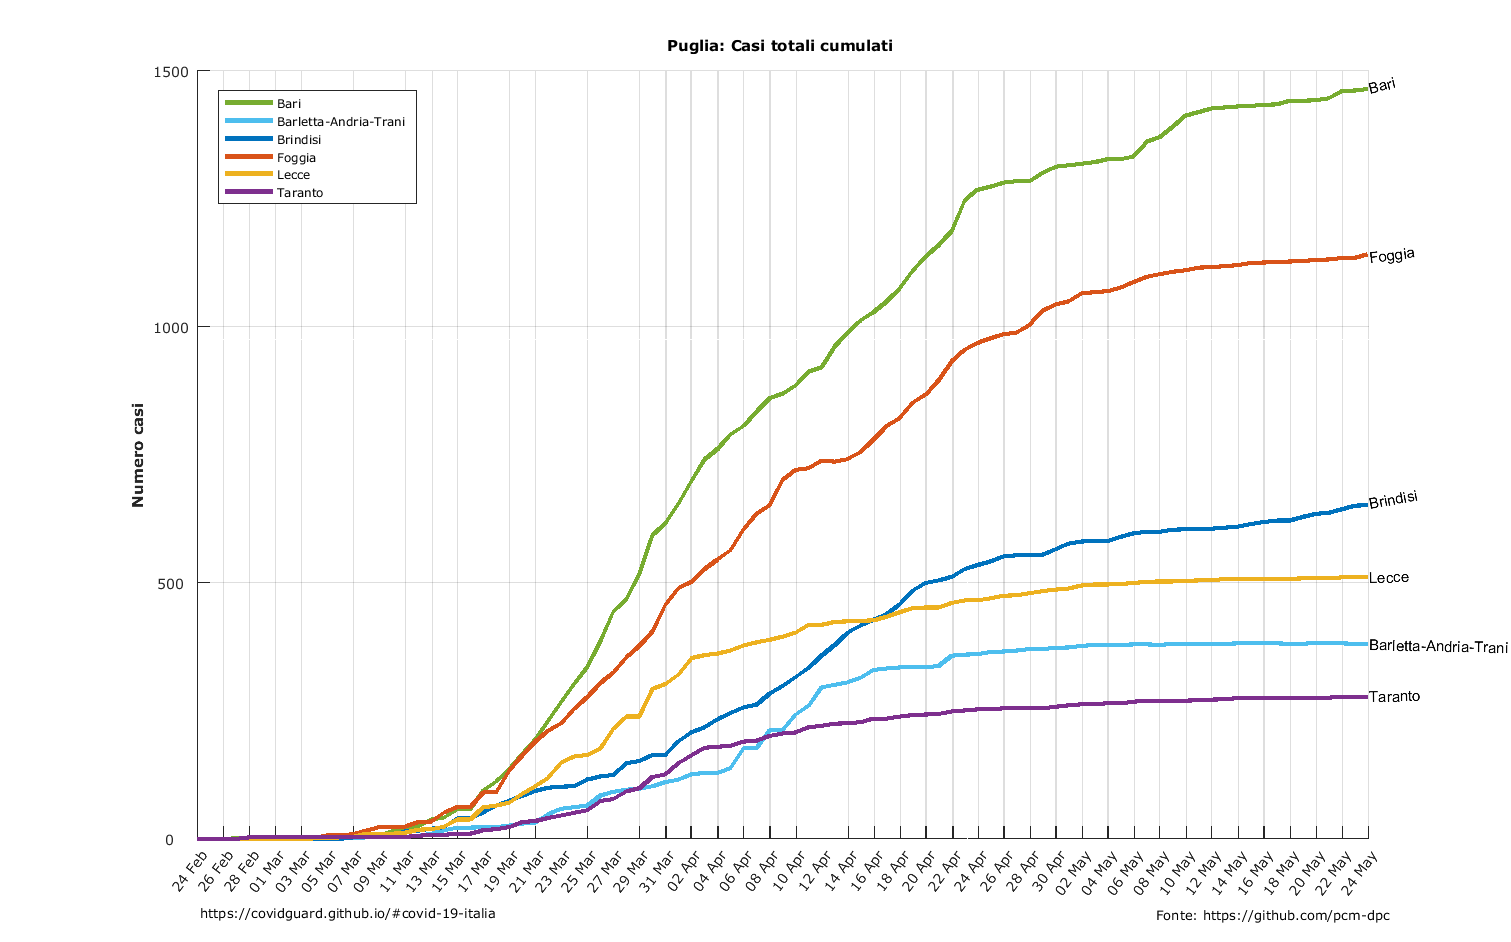 Puglia: Casi totali cumulati
1500
1000
500
0
Numero casi
Bari
Barletta-Andria-Trani
Brindisi
Foggia
Lecce
Taranto
Bari
Foggia
Brindisi
Lecce
Barletta-Andria-Trani
Taranto
24 Feb
26 Feb
28 Feb
01 Mar
03 Mar
05 Mar
07 Mar
09 Mar
11 Mar
13 Mar
15 Mar
17 Mar
19 Mar
21 Mar
23 Mar
25 Mar
27 Mar
29 Mar
31 Mar
02 Apr
04 Apr
06 Apr
08 Apr
10 Apr
12 Apr
14 Apr
16 Apr
18 Apr
20 Apr
22 Apr
24 Apr
26 Apr
28 Apr
30 Apr
02 May
04 May
06 May
08 May
10 May
12 May
14 May
16 May
18 May
20 May
22 May
24 May
https://covidguard.github.io/#covid-19-italia
Fonte: https://github.com/pcm-dpc